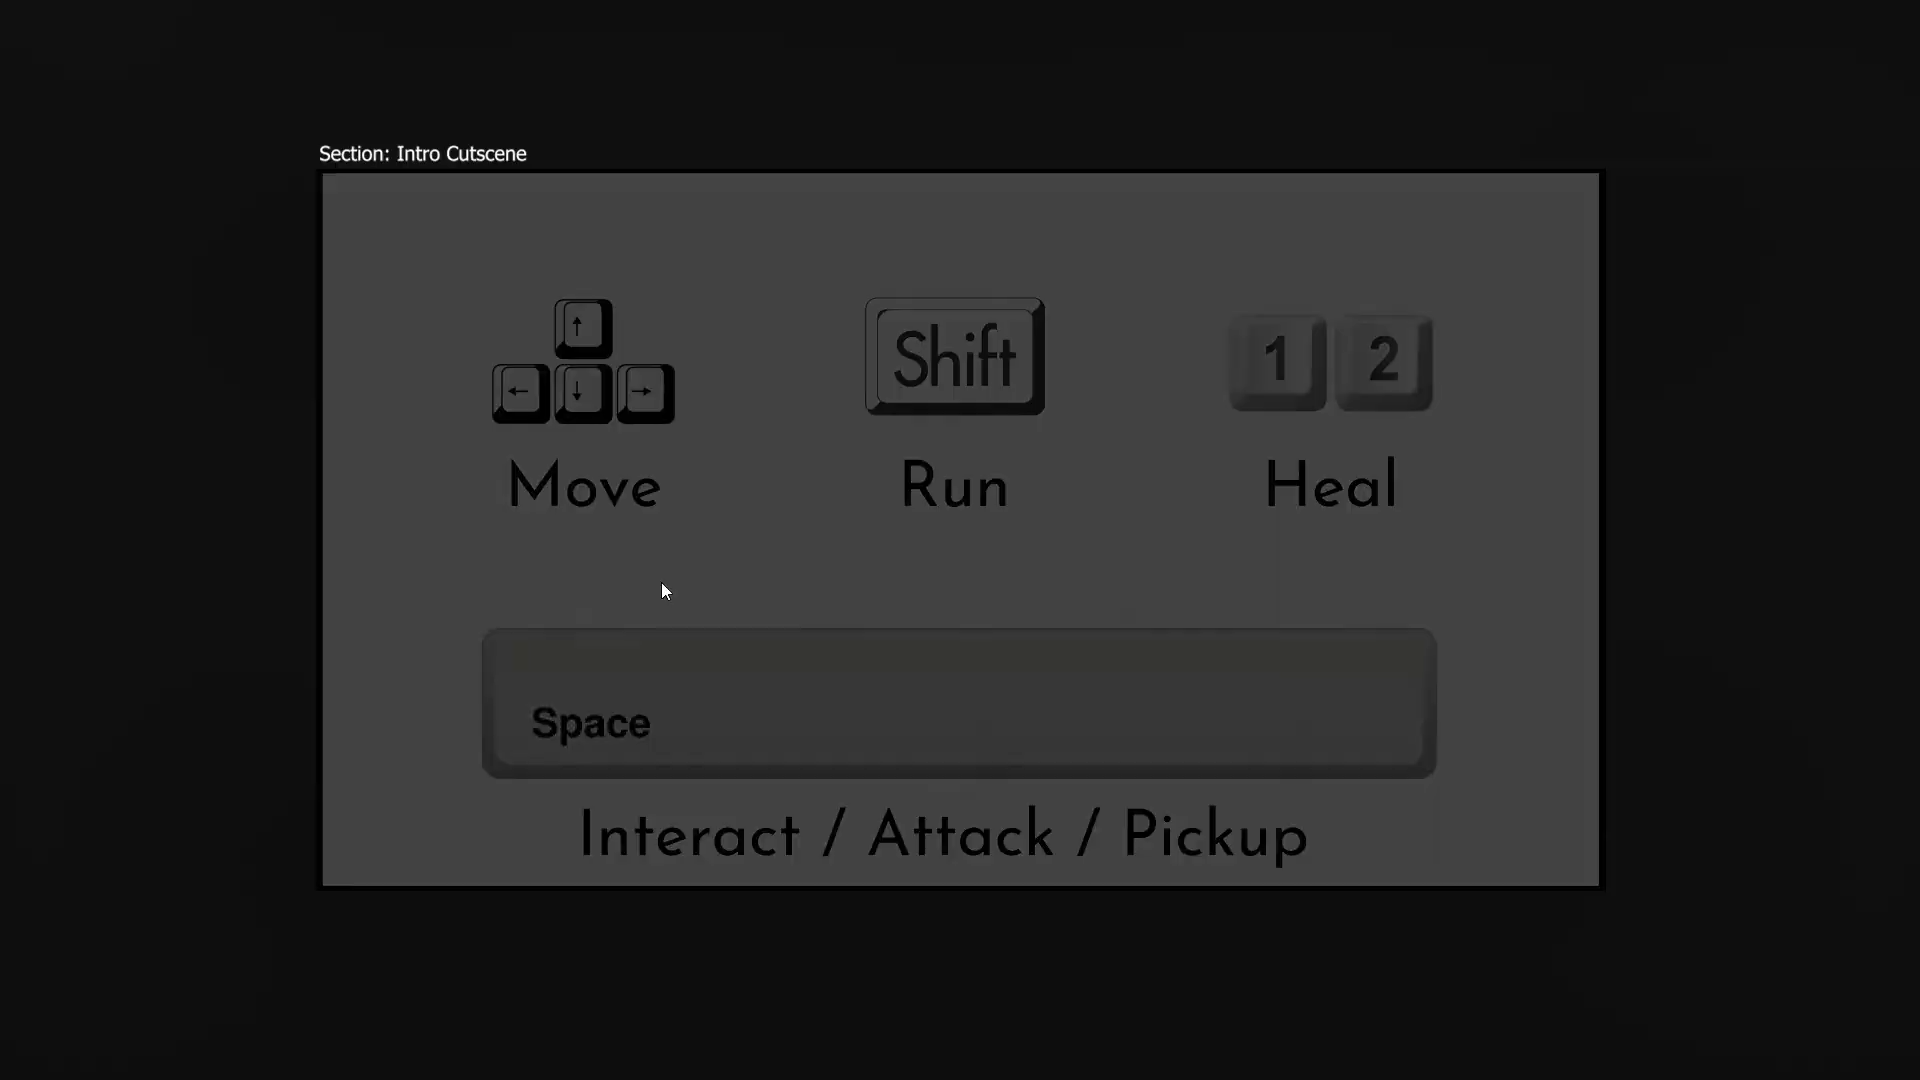 Section: Intro Cutscene
↑
← ↓ →
Shift
1 2
Move
Run
Heal
Space
Interact / Attack / Pickup